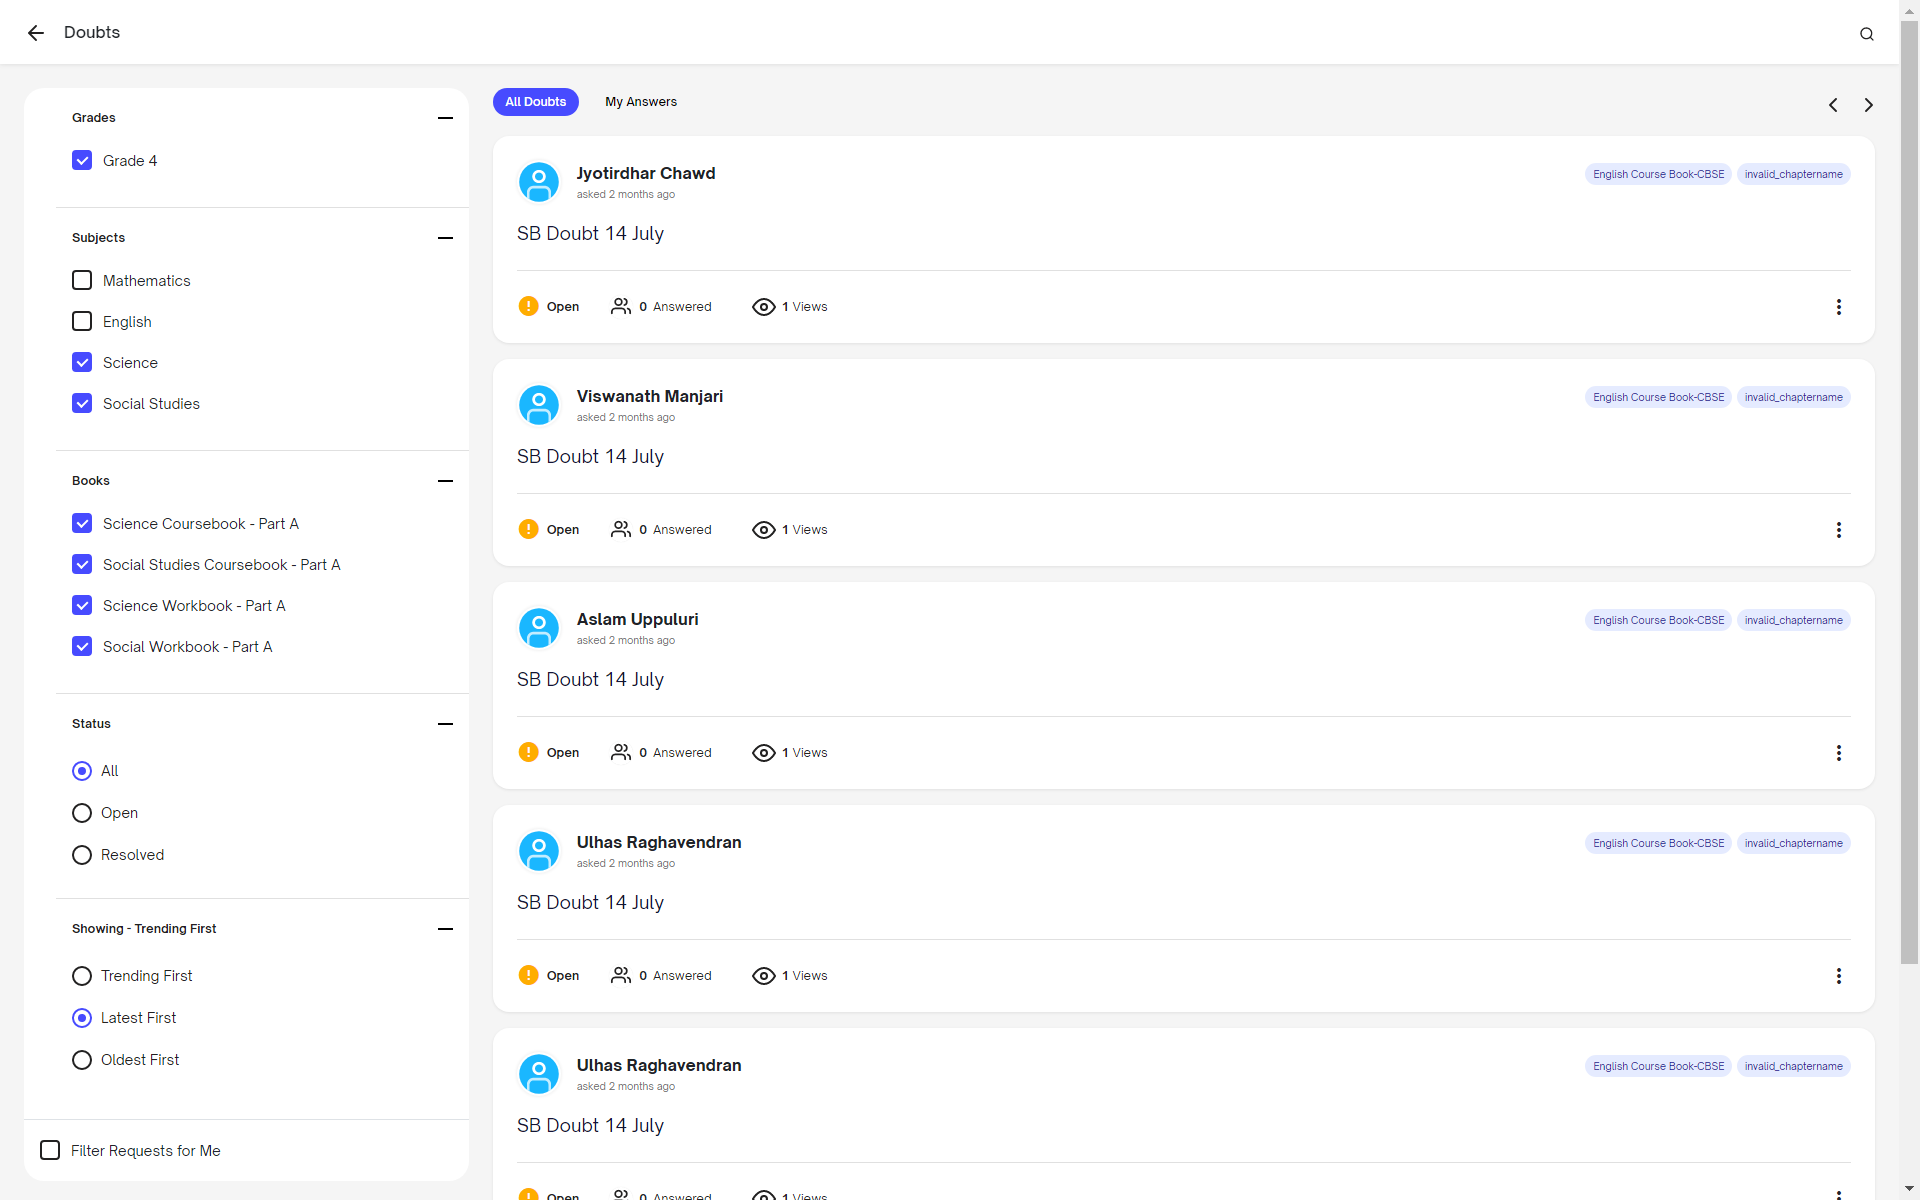 Doubts
Grades
Grade 4
Subjects
Mathematics
English
Science
Social Studies
Books
Science Coursebook - Part A
Social Studies Coursebook - Part A
Science Workbook - Part A
Social Workbook - Part A
Status
All
Open
Resolved
Showing - Trending First
Trending First
Latest First
Oldest First
Filter Requests for Me
All Doubts My Answers
Jyotirdhar Chawd English Course Book-CBSE invalid_chaptername
asked 2 months ago
SB Doubt 14 July
Open 0 Answered 1 Views
Viswanath Manjari English Course Book-CBSE invalid_chaptername
asked 2 months ago
SB Doubt 14 July
Open 0 Answered 1 Views
Aslam Uppuluri English Course Book-CBSE invalid_chaptername
asked 2 months ago
SB Doubt 14 July
Open 0 Answered 1 Views
Ulhas Raghavendran English Course Book-CBSE invalid_chaptername
asked 2 months ago
SB Doubt 14 July
Open 0 Answered 1 Views
Ulhas Raghavendran English Course Book-CBSE invalid_chaptername
asked 2 months ago
SB Doubt 14 July
Open 0 Answered 1 Views